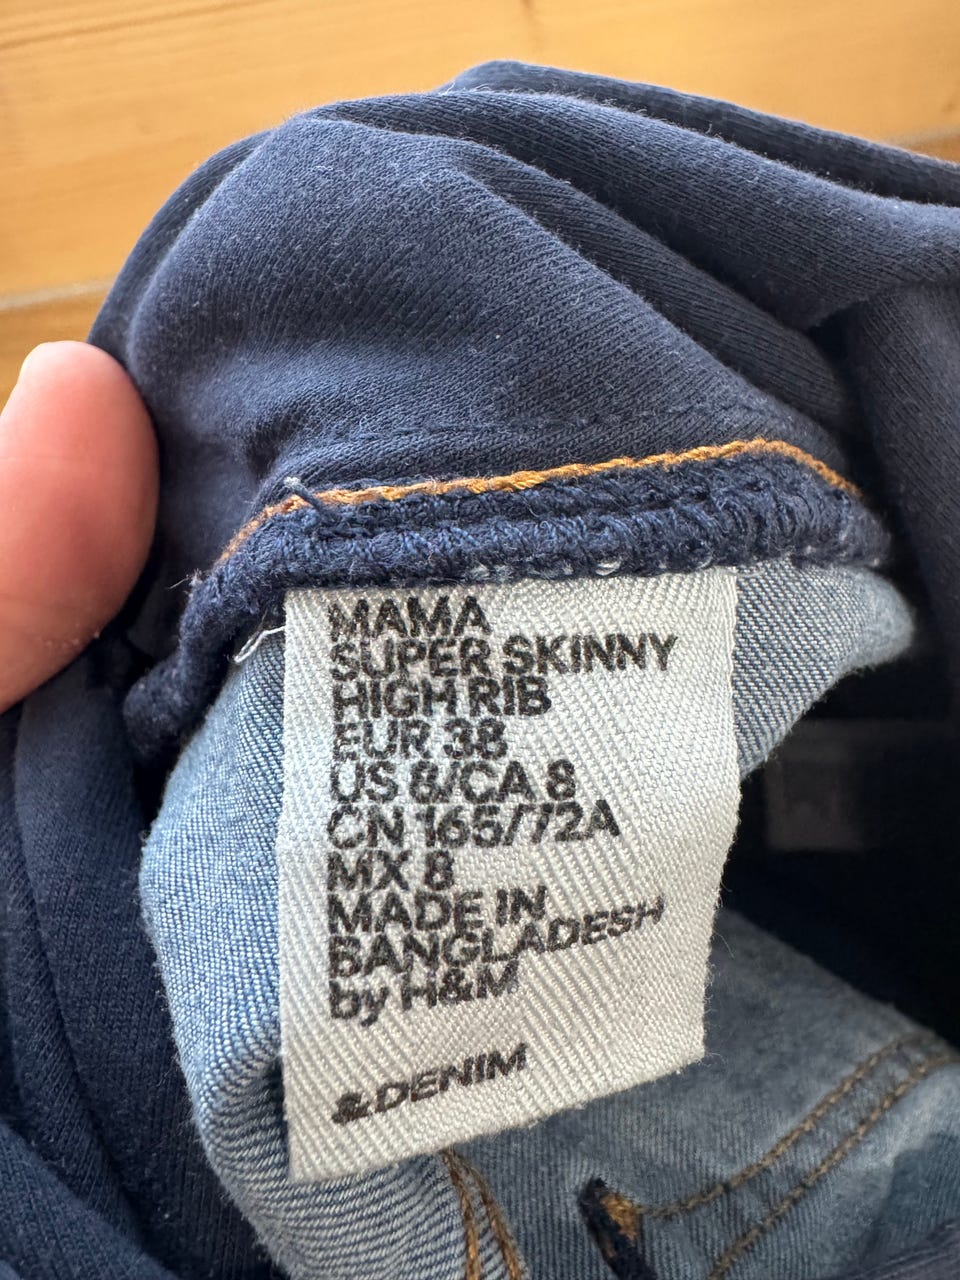 MAMA
SUPER SKINNY
HIGH RIB
EUR 38
US 8/CA 8
CN 165/72A
MX 8
MADE IN
BANGLADESH
by H&M
&DENIM